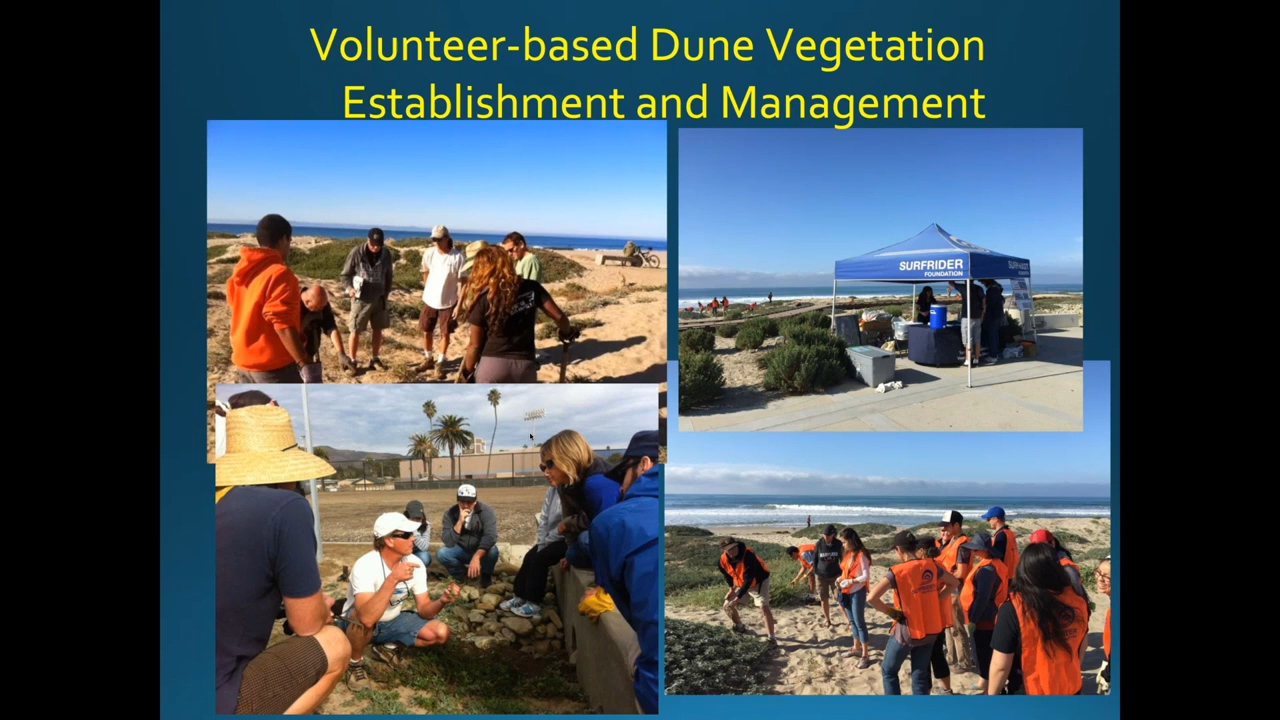 Volunteer-based Dune Vegetation
Establishment and Management
SURFRIDER
FOUNDATION